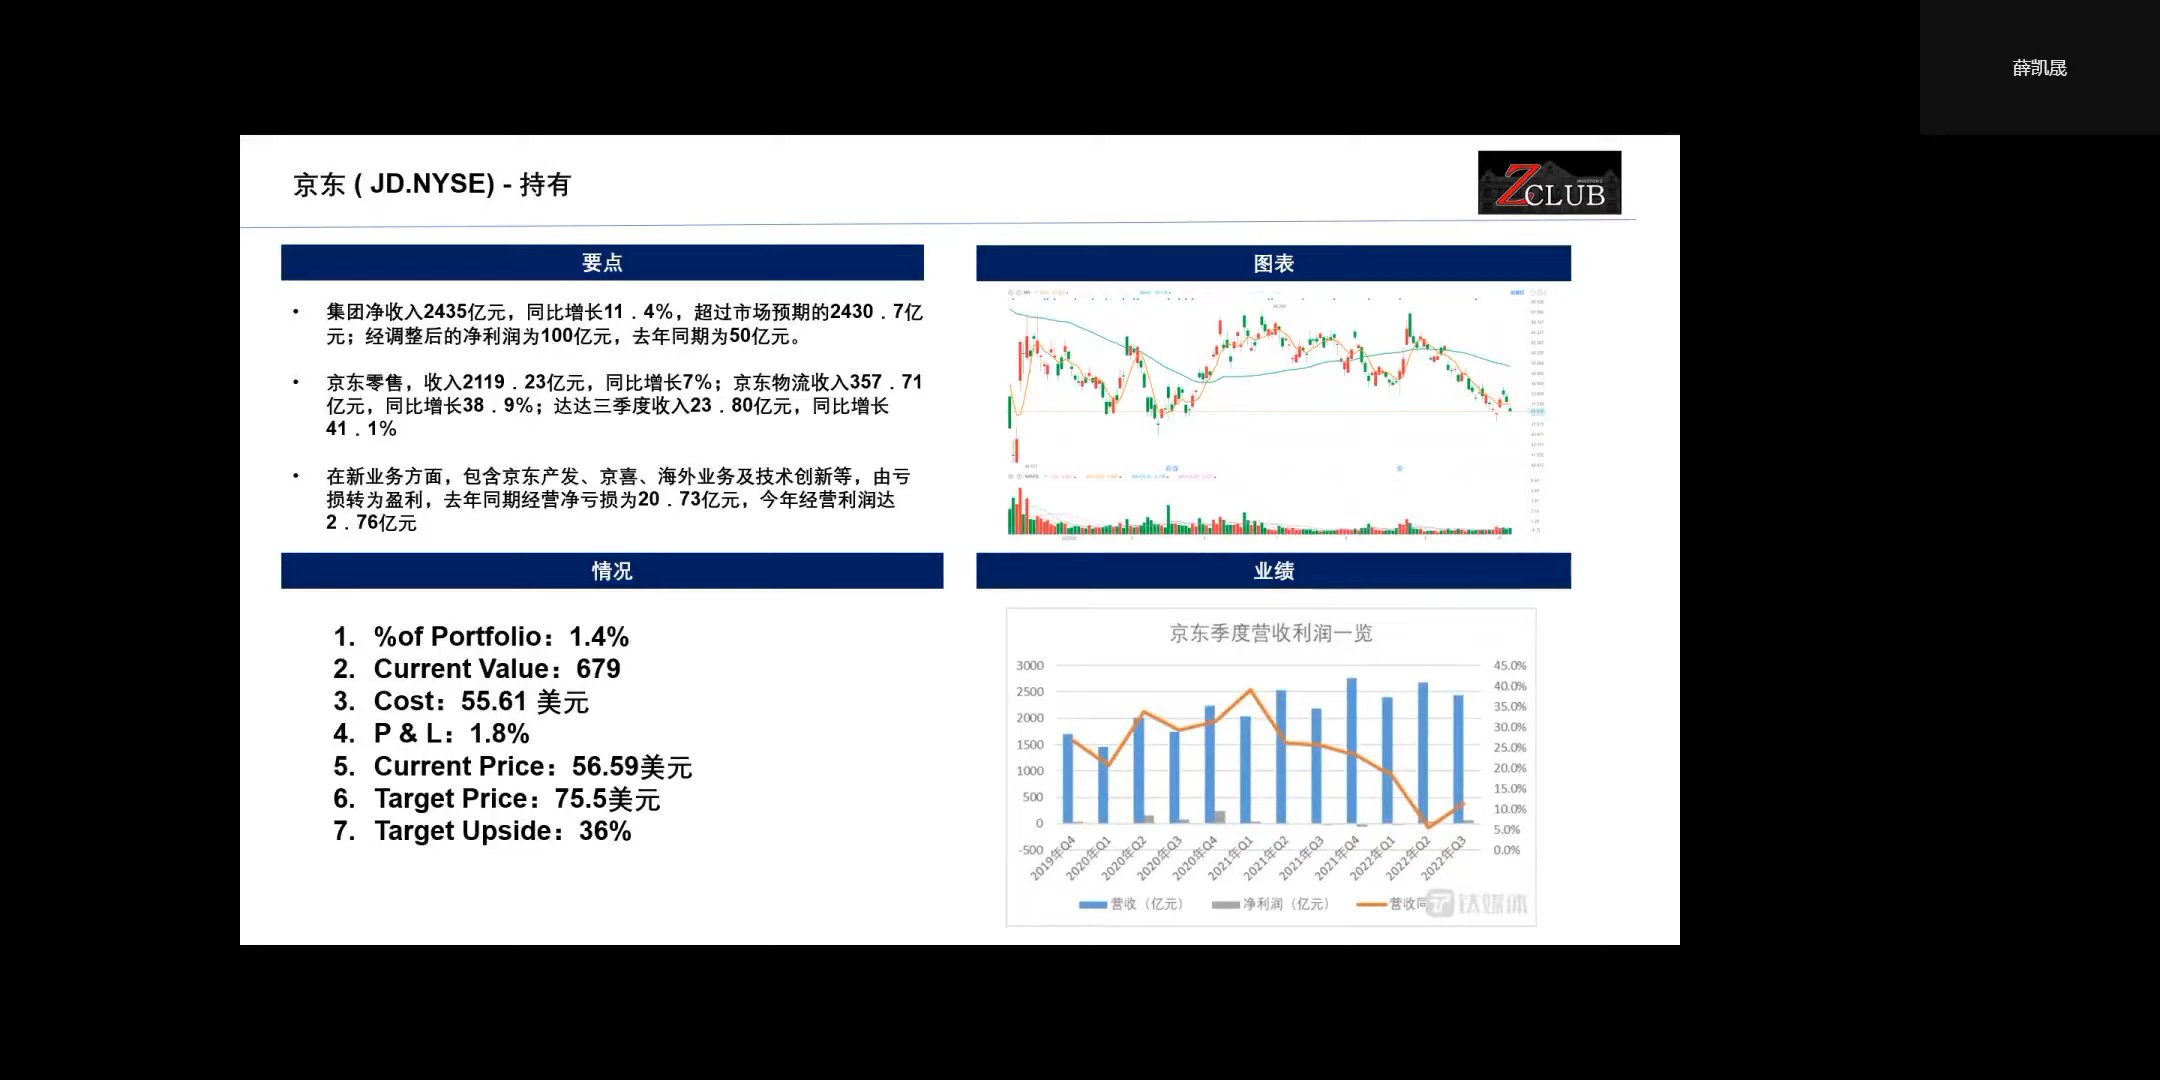 薛凯晟
京东 ( JD.NYSE) - 持有
ZCLUB
要点
• 集团净收入2435亿元，同比增长11．4%，超过市场预期的2430．7亿
元；经调整后的净利润为100亿元，去年同期为50亿元。
• 京东零售，收入2119．23亿元，同比增长7%；京东物流收入357．71
亿元，同比增长38．9%；达达三季度收入23．80亿元，同比增长
41．1%
• 在新业务方面，包含京东产发、京喜、海外业务及技术创新等，由亏
损转为盈利，去年同期经营净亏损为20．73亿元，今年经营利润达
2．76亿元
情况
1. %of Portfolio：1.4%
2. Current Value：679
3. Cost：55.61 美元
4. P & L：1.8%
5. Current Price：56.59美元
6. Target Price：75.5美元
7. Target Upside：36%
图表
业绩
京东季度营收利润一览
3000
2500
2000
1500
1000
500
0
-500
45.0%
40.0%
35.0%
30.0%
25.0%
20.0%
15.0%
10.0%
5.0%
0.0%
2019年Q4
2020年Q1
2020年Q2
2020年Q3
2020年Q4
2021年Q1
2021年Q2
2021年Q3
2021年Q4
2022年Q1
2022年Q2
2022年Q3
营收（亿元）
净利润（亿元）
营收同
钛媒体